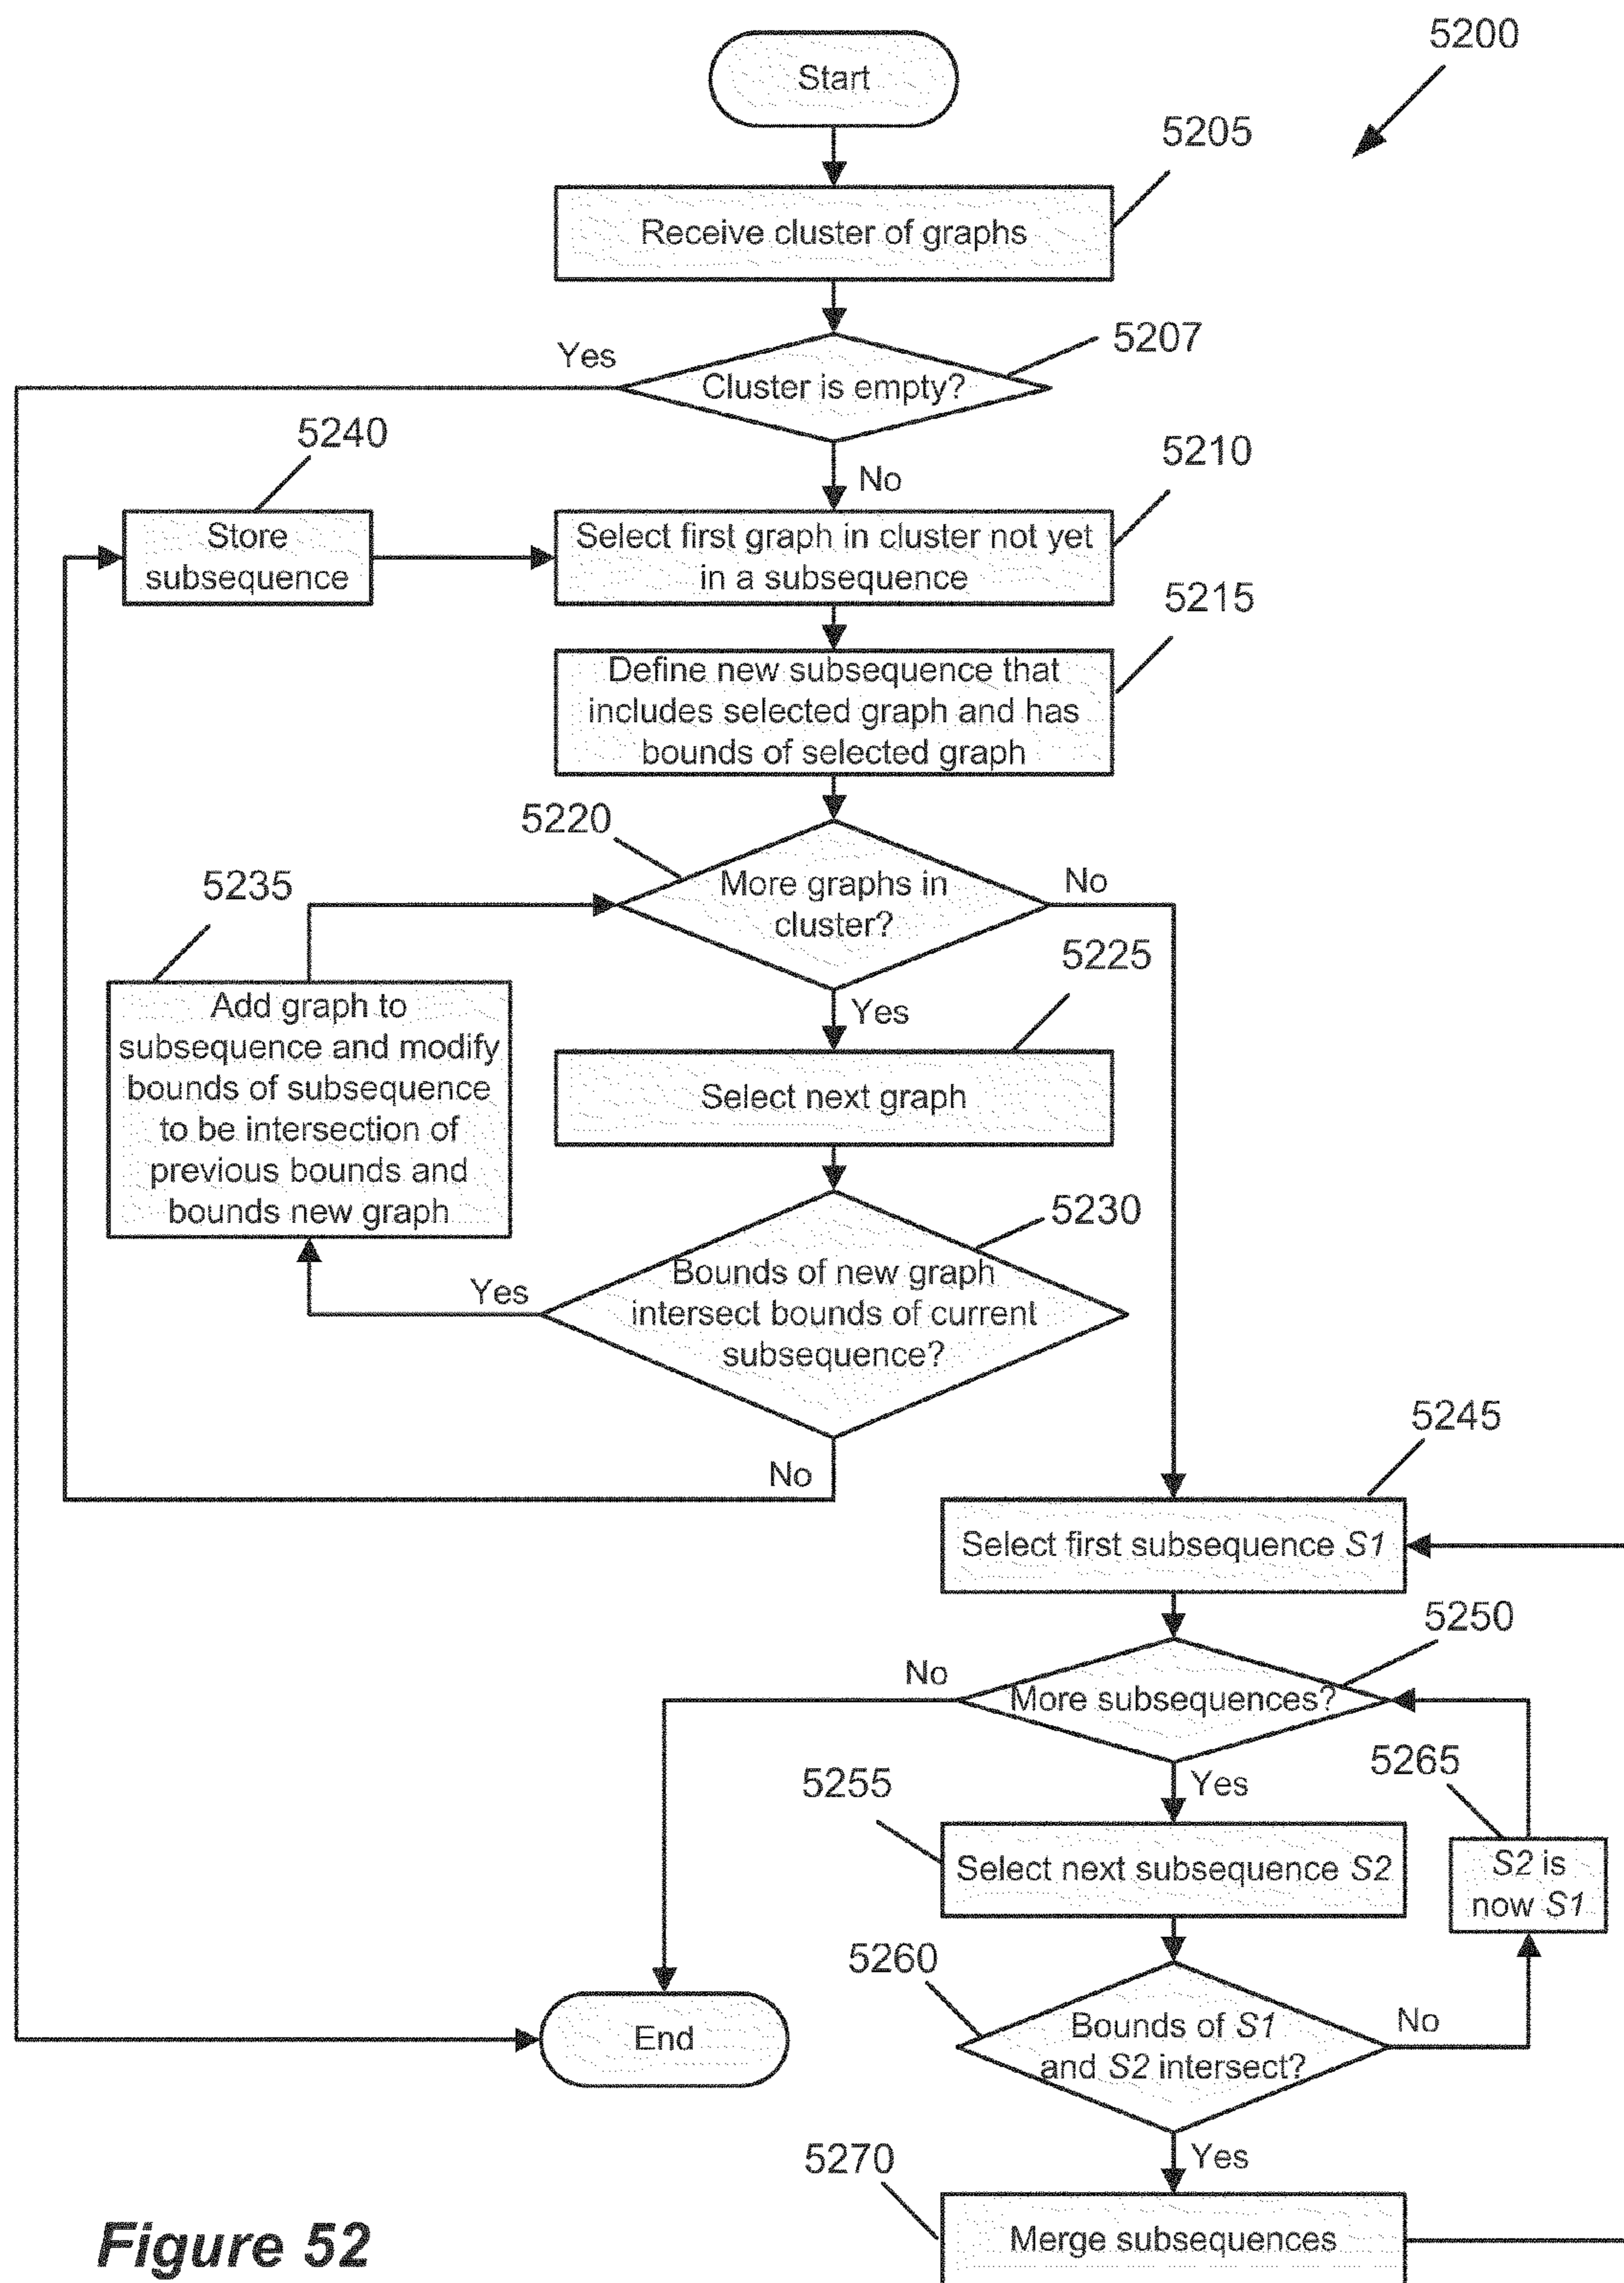 5200
Start
5205
Receive cluster of graphs
5207
Yes
Cluster is empty?
5240
No
5210
Store
subsequence
Select first graph in cluster not yet
in a subsequence
5215
Define new subsequence that
includes selected graph and has
bounds of selected graph
5220
More graphs in
cluster?
No
5235
5225
Add graph to
subsequence and modify
bounds of subsequence
to be intersection of
previous bounds and
bounds new graph
Yes
Select next graph
5230
Bounds of new graph
intersect bounds of current
subsequence?
Yes
No
5245
Select first subsequence S1
5250
No
More subsequences?
5265
5255
Yes
Select next subsequence S2
S2 is
now S1
5260
Bounds of S1
and S2 intersect?
No
End
Yes
5270
Merge subsequences
Figure 52